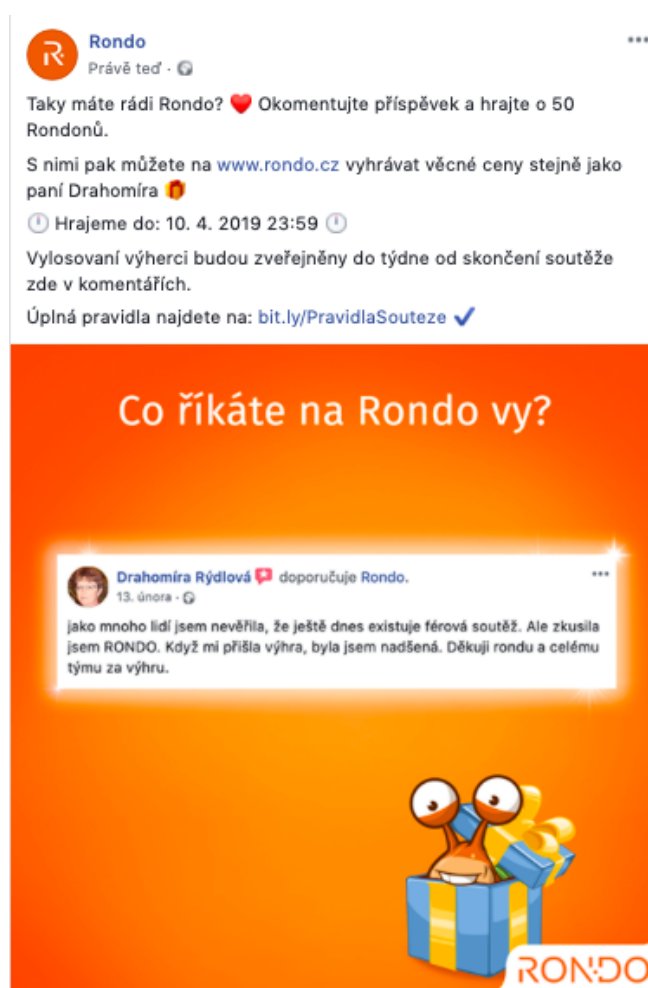 Rondo
Právě teď ·
Taky máte rádi Rondo? ❤️ Okomentujte příspěvek a hrajte o 50
Rondonů.
S nimi pak můžete na www.rondo.cz vyhrávat věcné ceny stejně jako
paní Drahomíra 🎁
🕛 Hrajeme do: 10. 4. 2019 23:59 🕛
Vylosovaní výherci budou zveřejněny do týdne od skončení soutěže
zde v komentářích.
Úplná pravidla najdete na: bit.ly/PravidlaSouteze ✔️
Co říkáte na Rondo vy?
Drahomíra Rýdlová doporučuje Rondo.
13. února ·
jako mnoho lidí jsem nevěřila, že ještě dnes existuje férová soutěž. Ale zkusila
jsem RONDO. Když mi přišla výhra, byla jsem nadšená. Děkuji rondu a celému
týmu za výhru.
RONDO